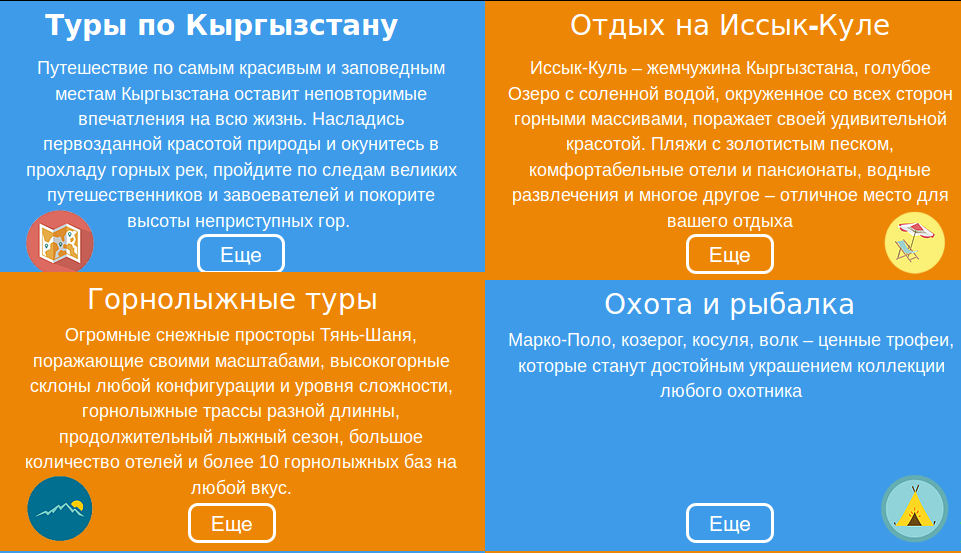 Туры по Кыргызстану
Путешествие по самым красивым и заповедным
местам Кыргызстана оставит неповторимые
впечатления на всю жизнь. Насладись
первозданной красотой природы и окунитесь в
прохладу горных рек, пройдите по следам великих
путешественников и завоевателей и покорите
высоты неприступных гор.
Еще
Отдых на Иссык-Куле
Иссык-Куль – жемчужина Кыргызстана, голубое
Озеро с соленной водой, окруженное со всех сторон
горными массивами, поражает своей удивительной
красотой. Пляжи с золотистым песком,
комфортабельные отели и пансионаты, водные
развлечения и многое другое – отличное место для
вашего отдыха
Еще
Горнолыжные туры
Огромные снежные просторы Тянь-Шаня,
поражающие своими масштабами, высокогорные
склоны любой конфигурации и уровня сложности,
горнолыжные трассы разной длинны,
продолжительный лыжный сезон, большое
количество отелей и более 10 горнолыжных баз на
любой вкус.
Еще
Охота и рыбалка
Марко-Поло, козерог, косуля, волк – ценные трофеи,
которые станут достойным украшением коллекции
любого охотника
Еще